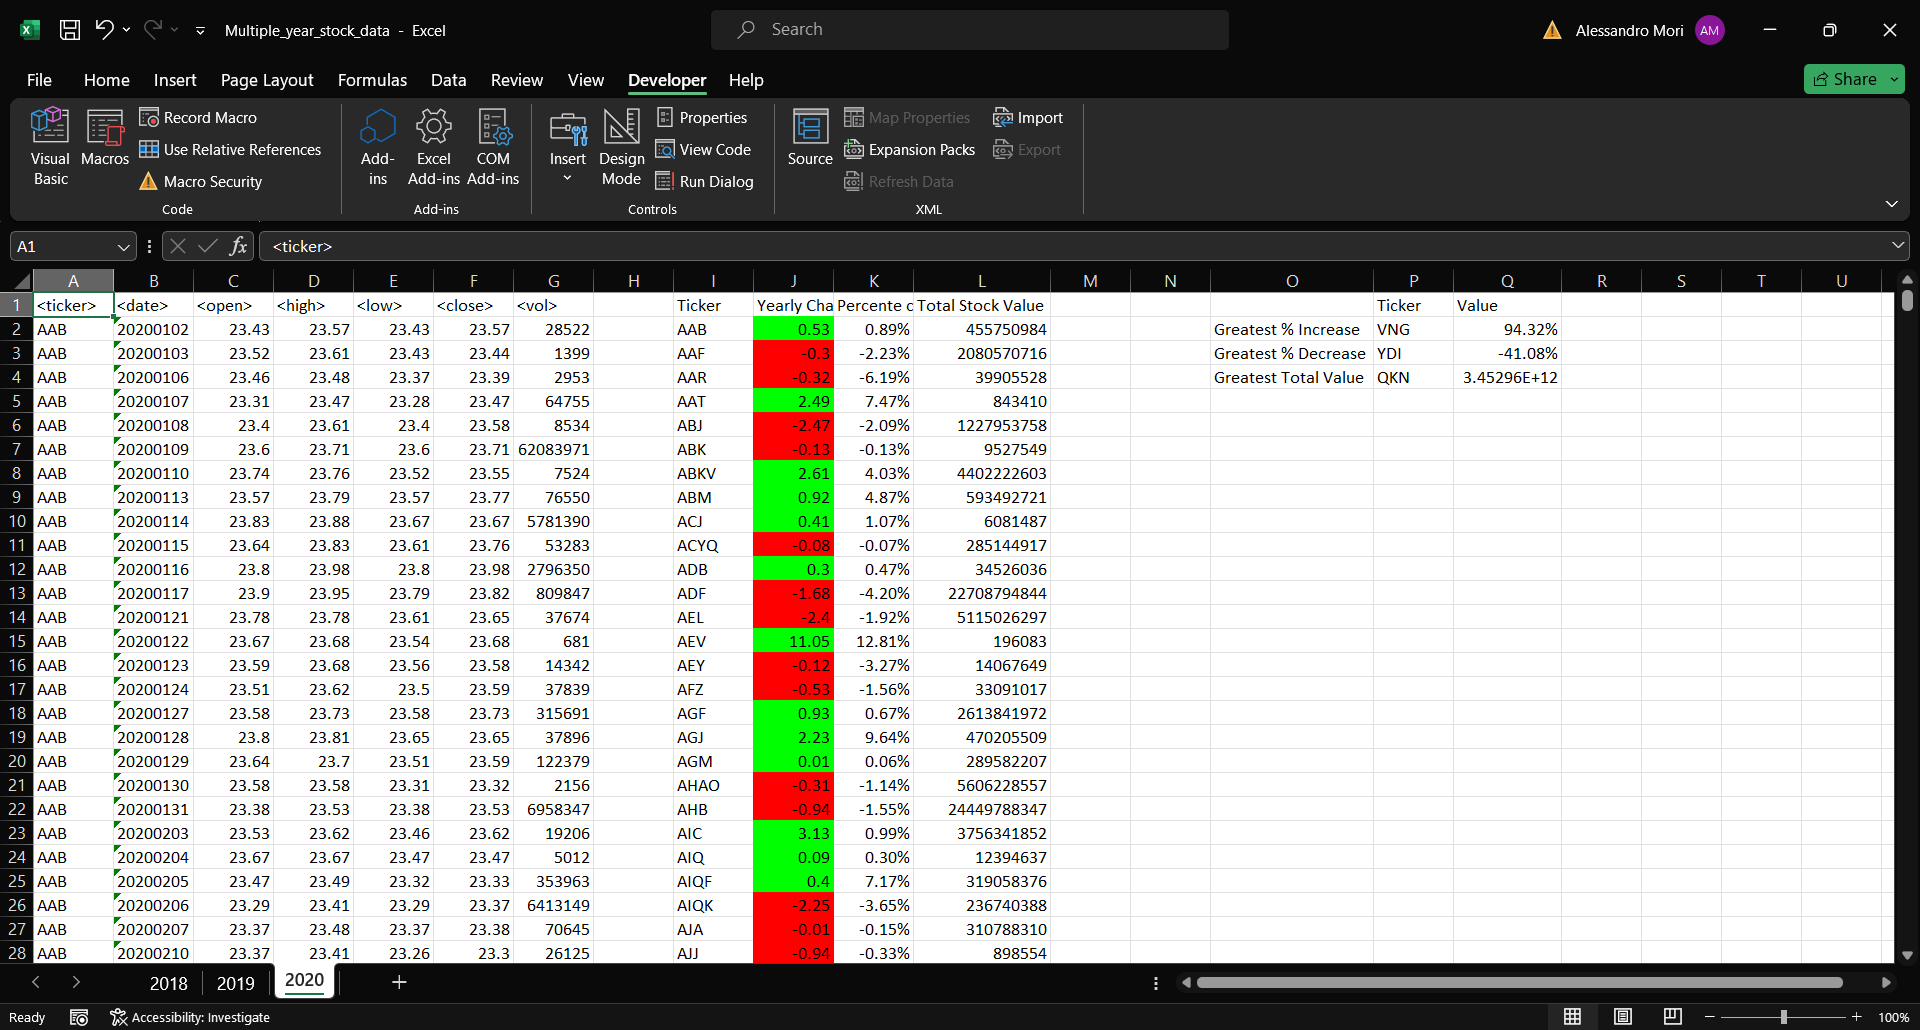 Multiple_year_stock_data - Excel
Search
Alessandro Mori AM
File Home Insert Page Layout Formulas Data Review View Developer Help
Share
Visual Basic
Macros
Record Macro
Use Relative References
Macro Security
Code
Add-ins
Excel Add-ins
COM Add-ins
Add-ins
Insert
Design Mode
Properties
View Code
Run Dialog
Controls
Source
Map Properties
Expansion Packs
Refresh Data
Import
Export
XML
A1 fx <ticker>
A B C D E F G H I J K L M N O P Q R S T U
1 <ticker> <date> <open> <high> <low> <close> <vol> Ticker Yearly Cha Percente c Total Stock Value Ticker Value
2 AAB 20200102 23.43 23.57 23.43 23.57 28522 AAB 0.53 0.89% 455750984 Greatest % Increase VNG 94.32%
3 AAB 20200103 23.52 23.61 23.43 23.44 1399 AAF -0.3 -2.23% 2080570716 Greatest % Decrease YDI -41.08%
4 AAB 20200106 23.46 23.48 23.37 23.39 2953 AAR -0.32 -6.19% 39905528 Greatest Total Value QKN 3.45296E+12
5 AAB 20200107 23.31 23.47 23.28 23.47 64755 AAT 2.49 7.47% 843410
6 AAB 20200108 23.4 23.61 23.4 23.58 8534 ABJ -2.47 -2.09% 1227953758
7 AAB 20200109 23.6 23.71 23.6 23.71 62083971 ABK -0.13 -0.13% 9527549
8 AAB 20200110 23.74 23.76 23.52 23.55 7524 ABKV 2.61 4.03% 4402222603
9 AAB 20200113 23.57 23.79 23.57 23.77 76550 ABM 0.92 4.87% 593492721
10 AAB 20200114 23.83 23.88 23.67 23.67 5781390 ACJ 0.41 1.07% 6081487
11 AAB 20200115 23.64 23.83 23.61 23.76 53283 ACYQ -0.08 -0.07% 285144917
12 AAB 20200116 23.8 23.98 23.8 23.98 2796350 ADB 0.3 0.47% 34526036
13 AAB 20200117 23.9 23.95 23.79 23.82 809847 ADF -1.68 -4.20% 22708794844
14 AAB 20200121 23.78 23.78 23.61 23.65 37674 AEL -2.4 -1.92% 5115026297
15 AAB 20200122 23.67 23.68 23.54 23.68 681 AEV 11.05 12.81% 196083
16 AAB 20200123 23.59 23.68 23.56 23.58 14342 AEY -0.12 -3.27% 14067649
17 AAB 20200124 23.51 23.62 23.5 23.59 37839 AFZ -0.53 -1.56% 33091017
18 AAB 20200127 23.58 23.73 23.58 23.73 315691 AGF 0.93 0.67% 2613841972
19 AAB 20200128 23.8 23.81 23.65 23.65 37896 AGJ 2.23 9.64% 470205509
20 AAB 20200129 23.64 23.7 23.51 23.59 122379 AGM 0.01 0.06% 289582207
21 AAB 20200130 23.58 23.58 23.31 23.32 2156 AHAO -0.31 -1.14% 5606228557
22 AAB 20200131 23.38 23.53 23.38 23.53 6958347 AHB -0.94 -1.55% 24449788347
23 AAB 20200203 23.53 23.62 23.46 23.62 19206 AIC 3.13 0.99% 3756341852
24 AAB 20200204 23.67 23.67 23.47 23.47 5012 AIQ 0.09 0.30% 12394637
25 AAB 20200205 23.47 23.49 23.32 23.33 353963 AIQF 0.4 7.17% 319058376
26 AAB 20200206 23.29 23.41 23.29 23.37 6413149 AIQK -2.25 -3.65% 236740388
27 AAB 20200207 23.37 23.48 23.37 23.38 70645 AJA -0.01 -0.15% 310788310
28 AAB 20200210 23.37 23.41 23.26 23.3 26125 AJJ -0.94 -0.33% 898554
2018 2019 2020
Ready Accessibility: Investigate 100%